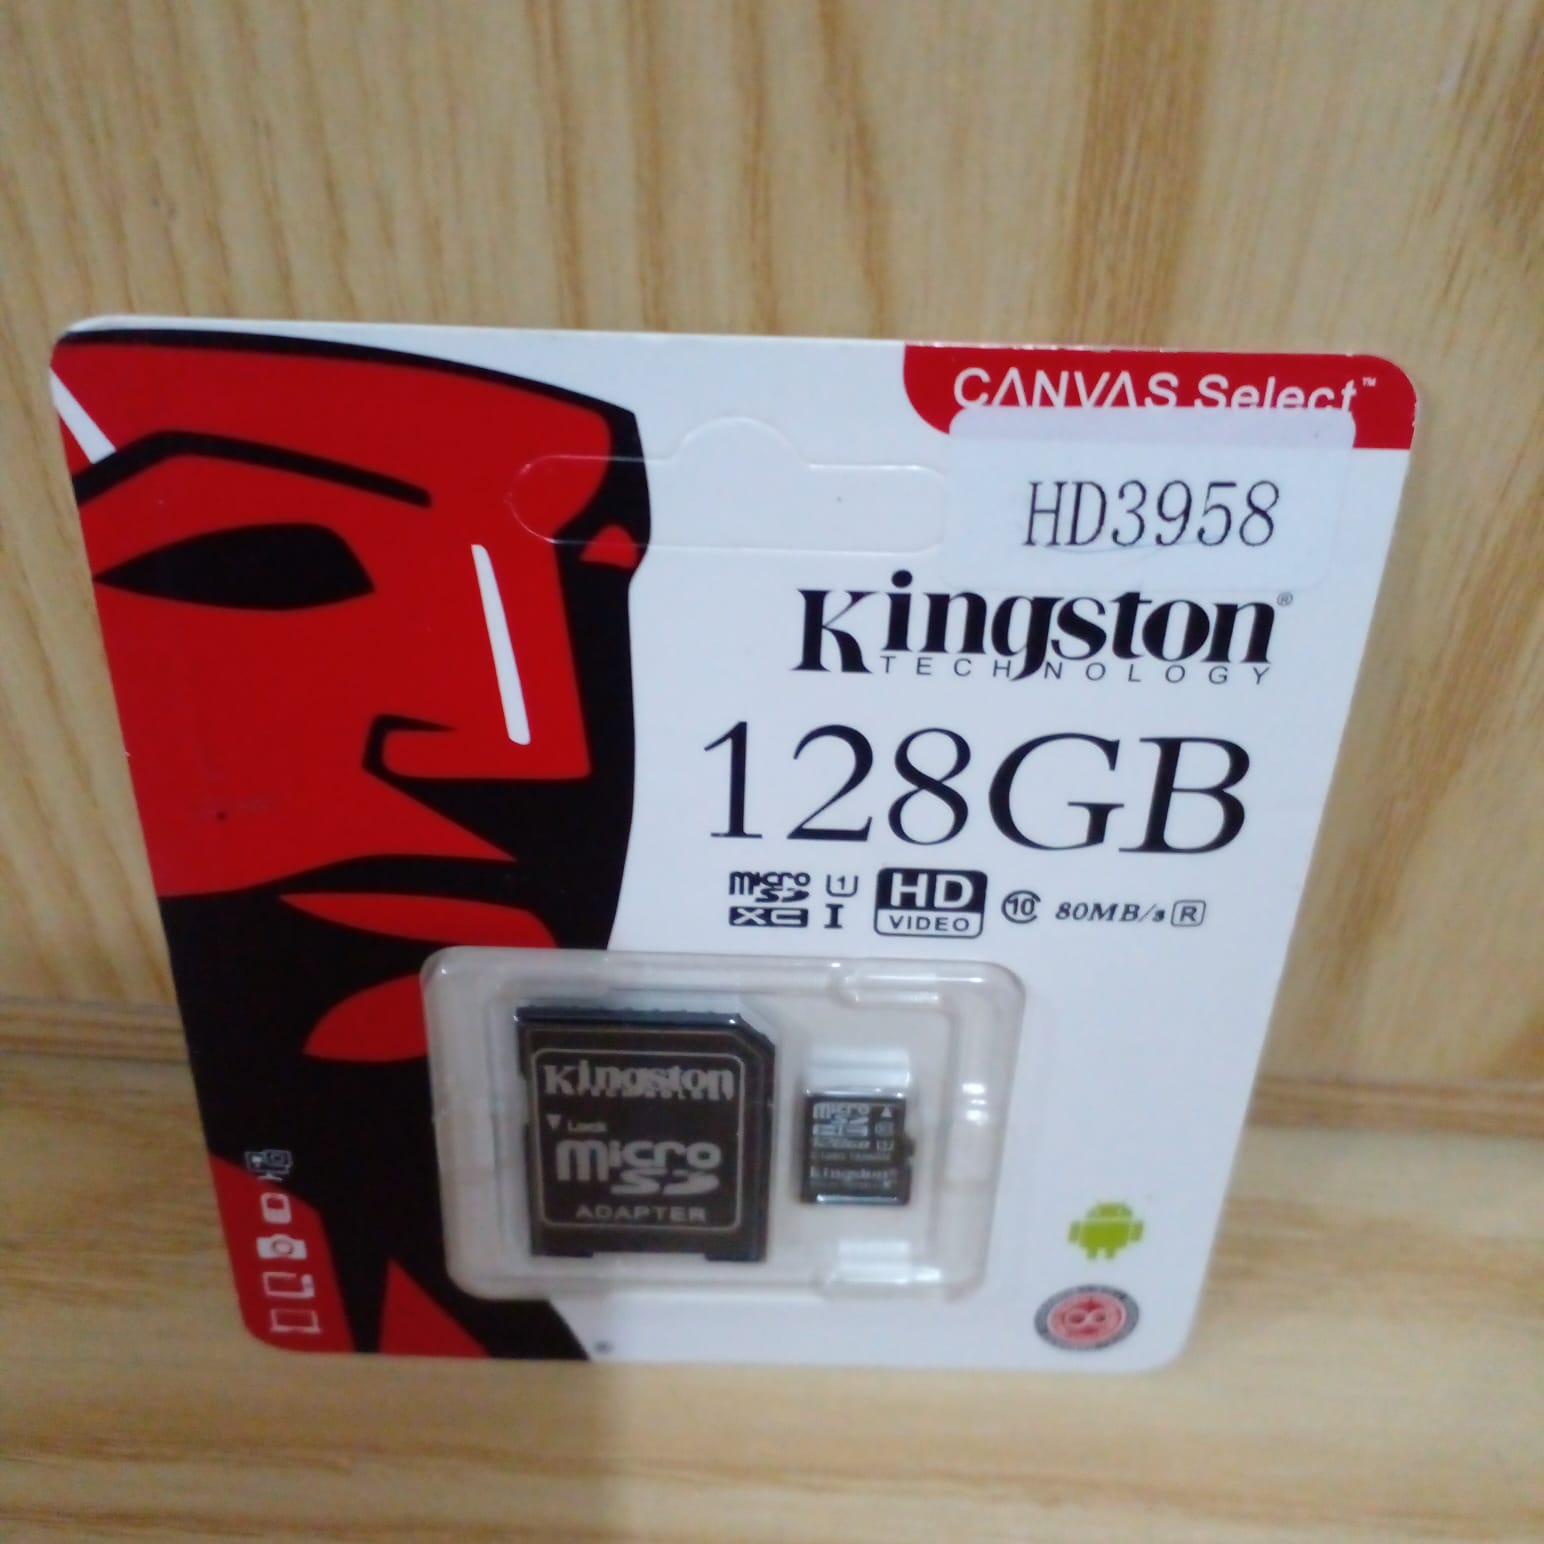 CANVAS Select™
HD3958
Kingston®
TECHNOLOGY
128GB
micro SD XC
U1 I
HD VIDEO
10
80MB/s R
Kingston
Lock
micro SD
ADAPTER
micro
Kingston